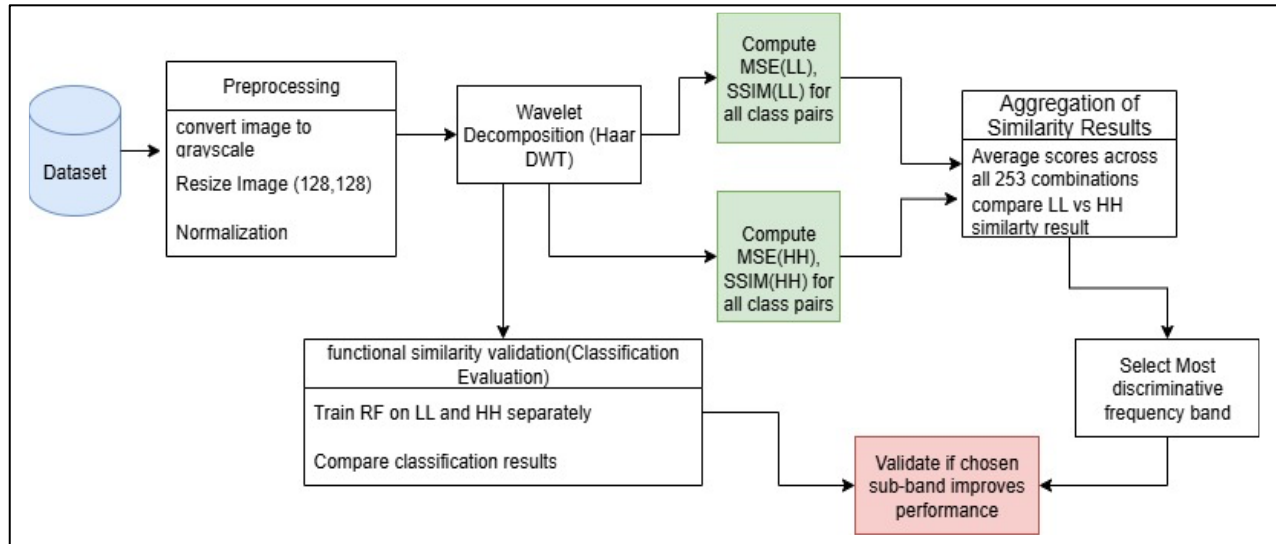 Dataset
Preprocessing
convert image to
grayscale
Resize Image (128,128)
Normalization
Wavelet
Decomposition (Haar
DWT)
Compute
MSE(LL),
SSIM(LL) for
all class pairs
Compute
MSE(HH),
SSIM(HH) for
all class pairs
Aggregation of
Similarity Results
Average scores across
all 253 combinations
compare LL vs HH
similarty result
functional similarity validation(Classification
Evaluation)
Train RF on LL and HH separately
Compare classification results
Select Most
discriminative
frequency band
Validate if chosen
sub-band improves
performance